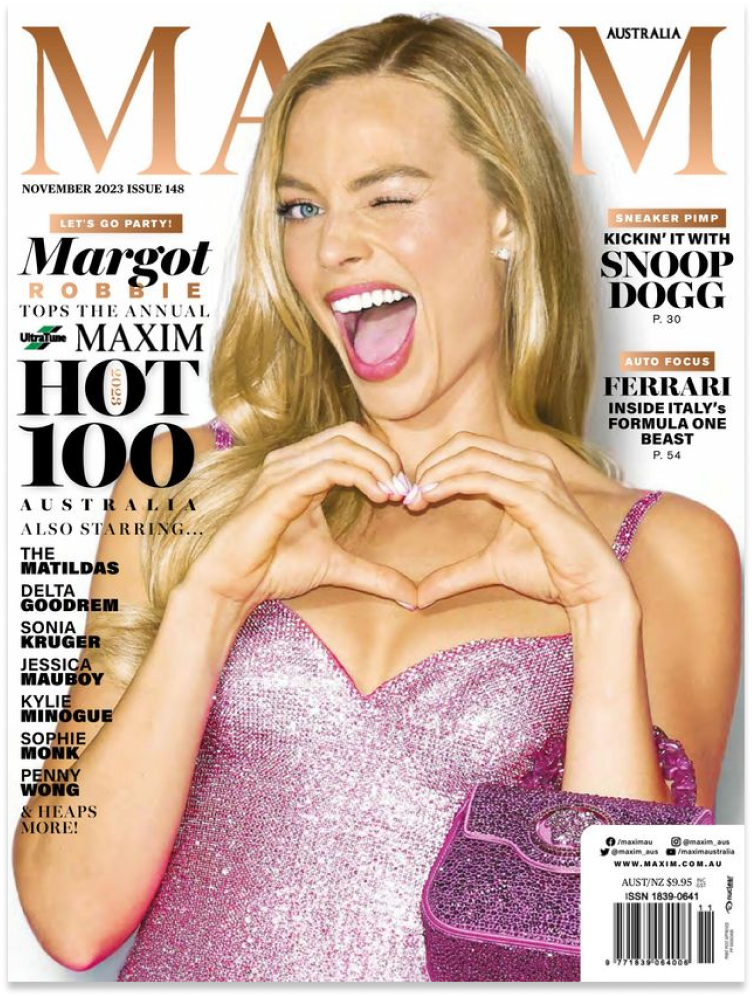 MAXIM
AUSTRALIA
NOVEMBER 2023 ISSUE 148
LET'S GO PARTY!
Margot
ROBBIE
TOPS THE ANNUAL
UltraTune MAXIM
HOT
2023
100
AUSTRALIA
ALSO STARRING...
THE
MATILDAS
DELTA
GOODREM
SONIA
KRUGER
JESSICA
MAUBOY
KYLIE
MINOGUE
SOPHIE
MONK
PENNY
WONG
& HEAPS
MORE!
SNEAKER PIMP
KICKIN' IT WITH
SNOOP
DOGG
P. 30
AUTO FOCUS
FERRARI
INSIDE ITALY's
FORMULA ONE
BEAST
P. 54
/maximau @maxim_aus
@maxim_aus /maximaustralia
WWW.MAXIM.COM.AU
AUST/NZ $9.95
ISSN 1839-0641
11
9 771839 064006
nuclear